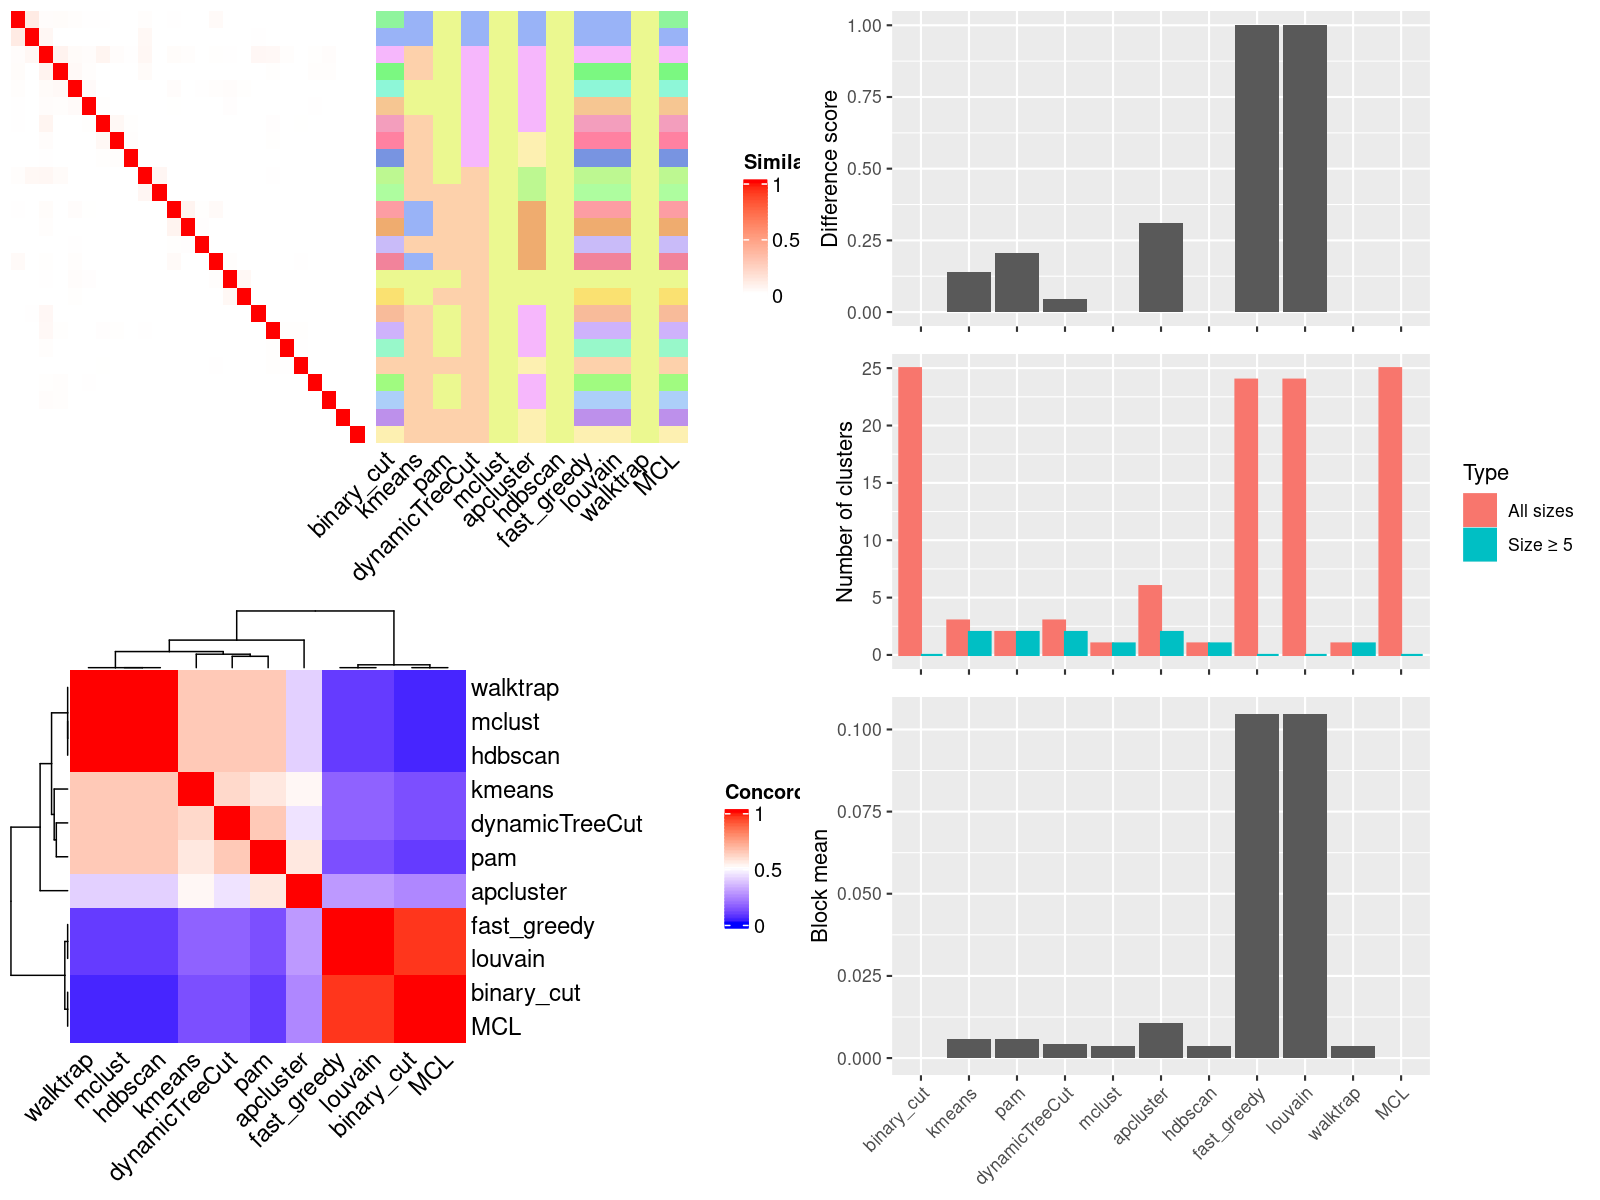 Simila
1
0.5
0
binary_cut
kmeans
pam
dynamicTreeCut
mclust
apcluster
hdbscan
fast_greedy
louvain
walktrap
MCL
walktrap
mclust
hdbscan
kmeans
dynamicTreeCut
pam
apcluster
fast_greedy
louvain
binary_cut
MCL
Concord
1
0.5
0
walktrap
mclust
hdbscan
kmeans
dynamicTreeCut
pam
apcluster
fast_greedy
louvain
binary_cut
MCL
Difference score
1.00
0.75
0.50
0.25
0.00
Number of clusters
25
20
15
10
5
0
Type
All sizes
Size ≥ 5
Block mean
0.100
0.075
0.050
0.025
0.000
binary_cut
kmeans
pam
dynamicTreeCut
mclust
apcluster
hdbscan
fast_greedy
louvain
walktrap
MCL